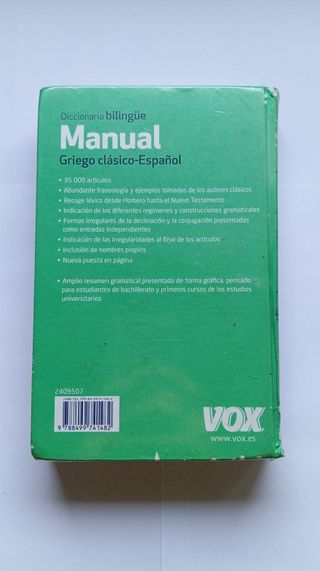 Diccionario bilingüe
Manual
Griego clásico-Español
• 35 000 artículos
• Abundante fraseología y ejemplos tomados de los autores clásicos
• Recoge léxico desde Homero hasta el Nuevo Testamento
• Indicación de los diferentes regímenes y construcciones gramaticales
• Formas irregulares de la declinación y la conjugación presentadas
como entradas independientes
• Indicación de las irregularidades al final de los artículos
• Inclusión de nombres propios
• Nueva puesta en página
• Amplio resumen gramatical presentado de forma gráfica, pensado
para estudiantes de bachillerato y primeros cursos de los estudios
universitarios
2409507
9 788499 741482
VOX
www.vox.es